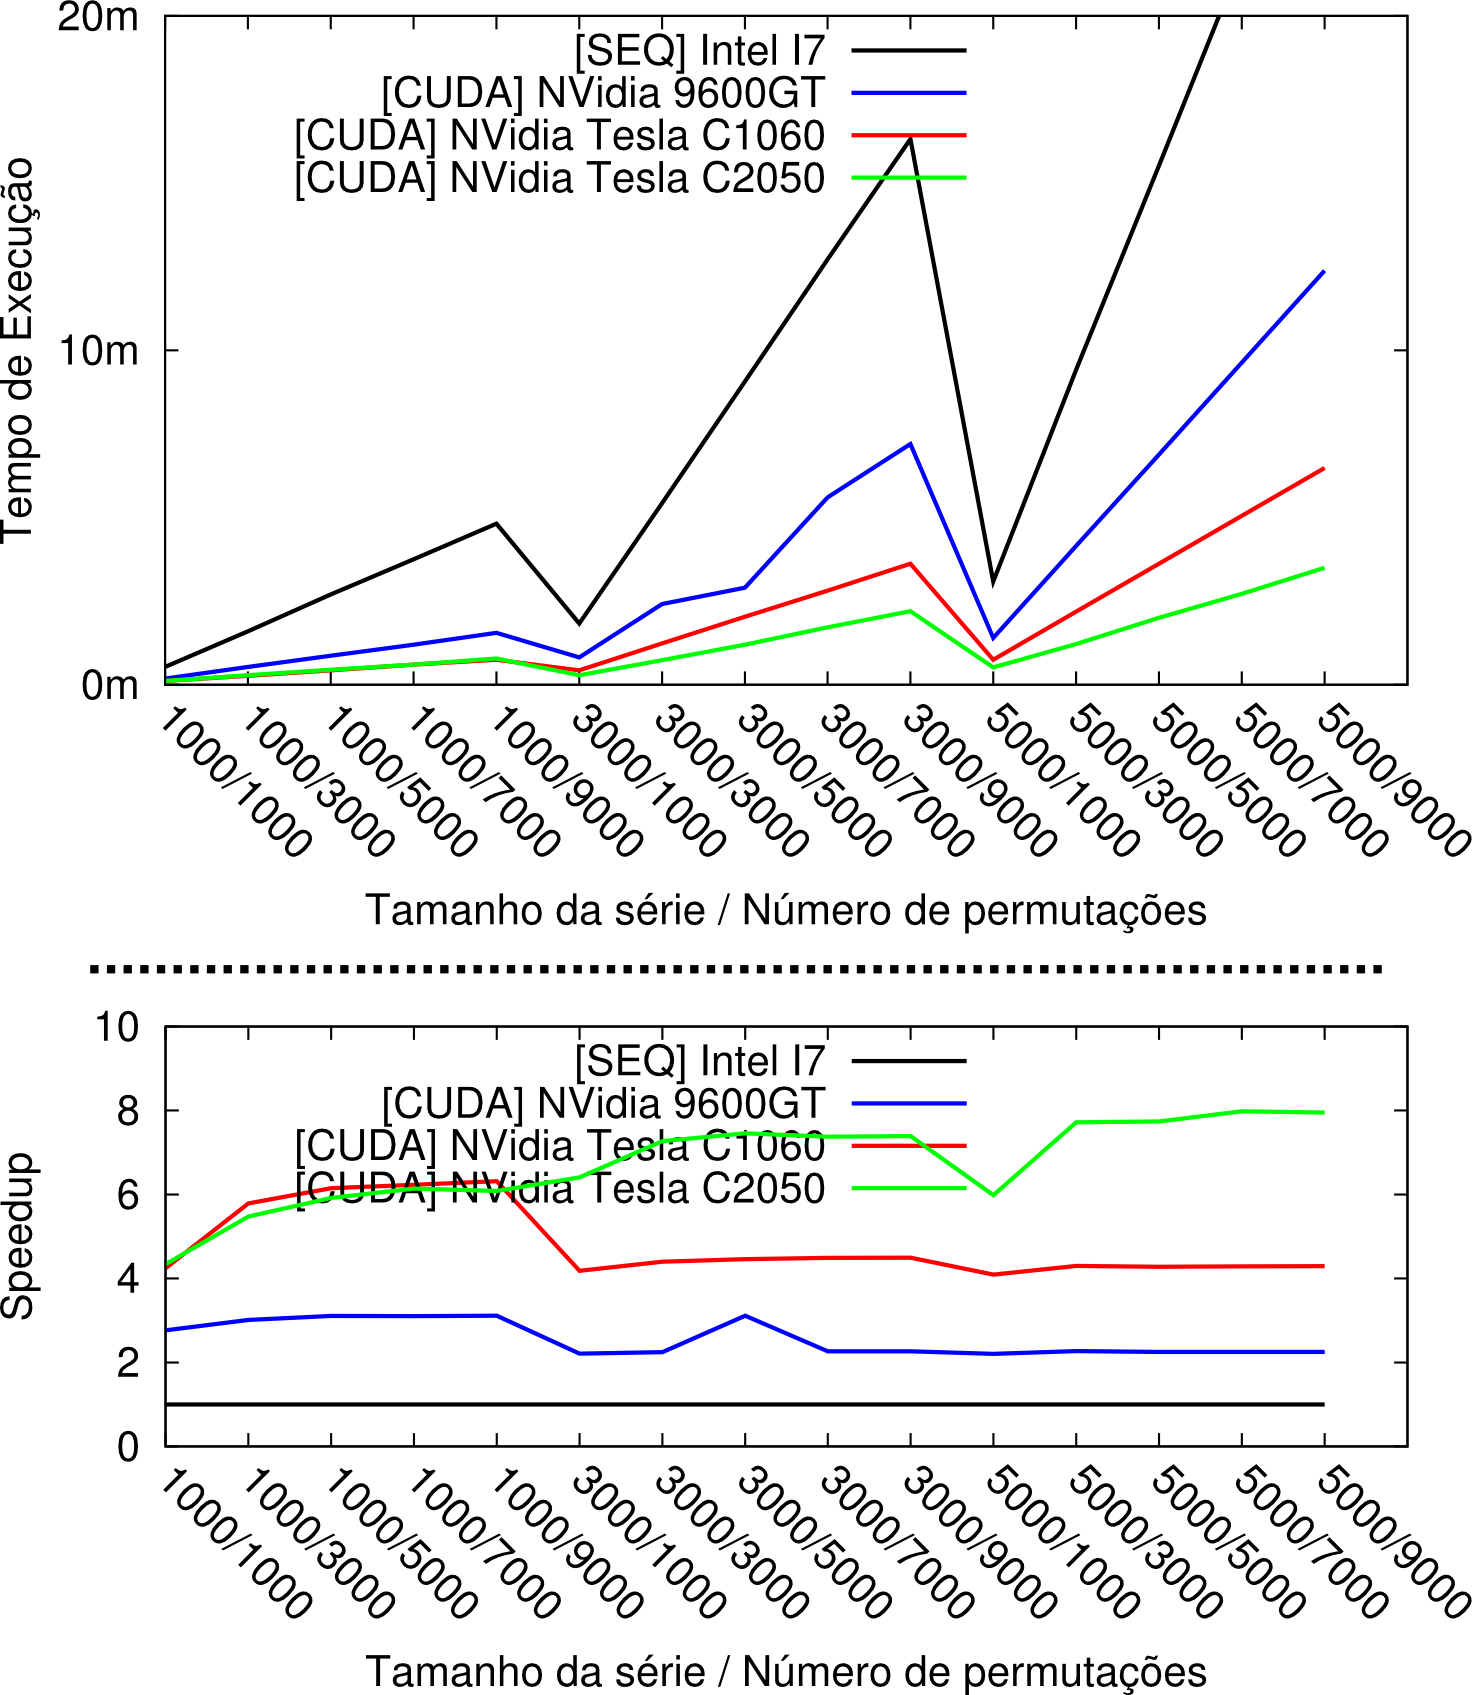 20m
10m
0m
Tempo de Execução
[SEQ] Intel I7
[CUDA] NVidia 9600GT
[CUDA] NVidia Tesla C1060
[CUDA] NVidia Tesla C2050
1000/1000
1000/3000
1000/5000
1000/7000
1000/9000
3000/1000
3000/3000
3000/5000
3000/7000
3000/9000
5000/1000
5000/3000
5000/5000
5000/7000
5000/9000
Tamanho da série / Número de permutações
10
8
6
4
2
0
Speedup
[SEQ] Intel I7
[CUDA] NVidia 9600GT
[CUDA] NVidia Tesla C1060
[CUDA] NVidia Tesla C2050
1000/1000
1000/3000
1000/5000
1000/7000
1000/9000
3000/1000
3000/3000
3000/5000
3000/7000
3000/9000
5000/1000
5000/3000
5000/5000
5000/7000
5000/9000
Tamanho da série / Número de permutações